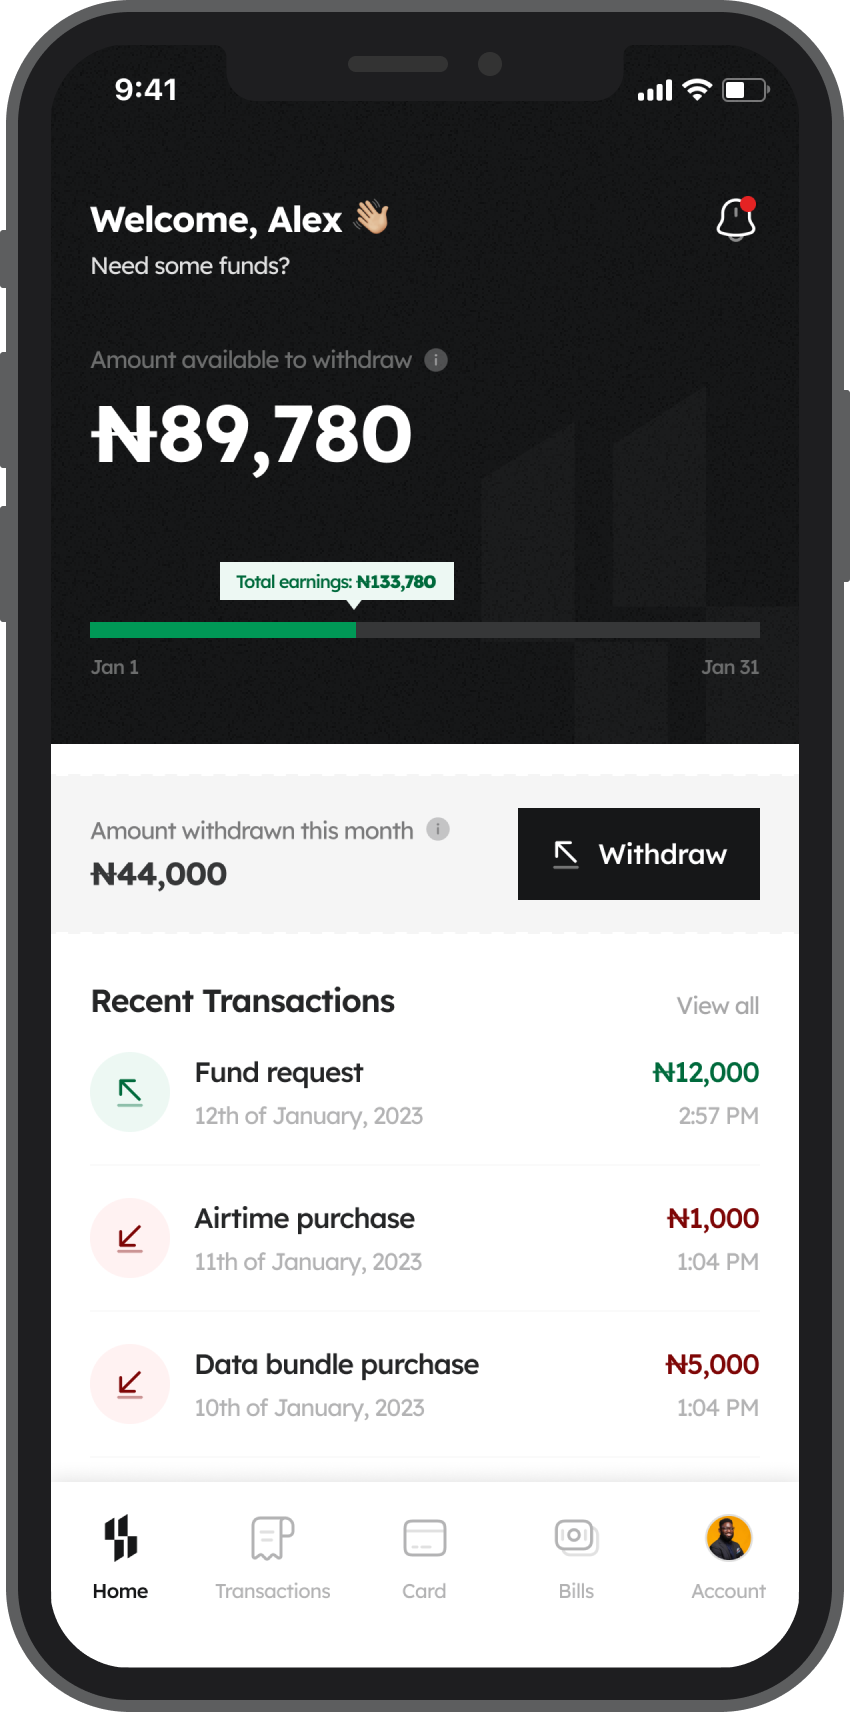 9:41
Welcome, Alex 👋🏼
Need some funds?
Amount available to withdraw
₦89,780
Total earnings: ₦133,780
Jan 1
Jan 31
Amount withdrawn this month
₦44,000
Withdraw
Recent Transactions
View all
Fund request
₦12,000
12th of January, 2023
2:57 PM
Airtime purchase
₦1,000
11th of January, 2023
1:04 PM
Data bundle purchase
₦5,000
10th of January, 2023
1:04 PM
Home
Transactions
Card
Bills
Account